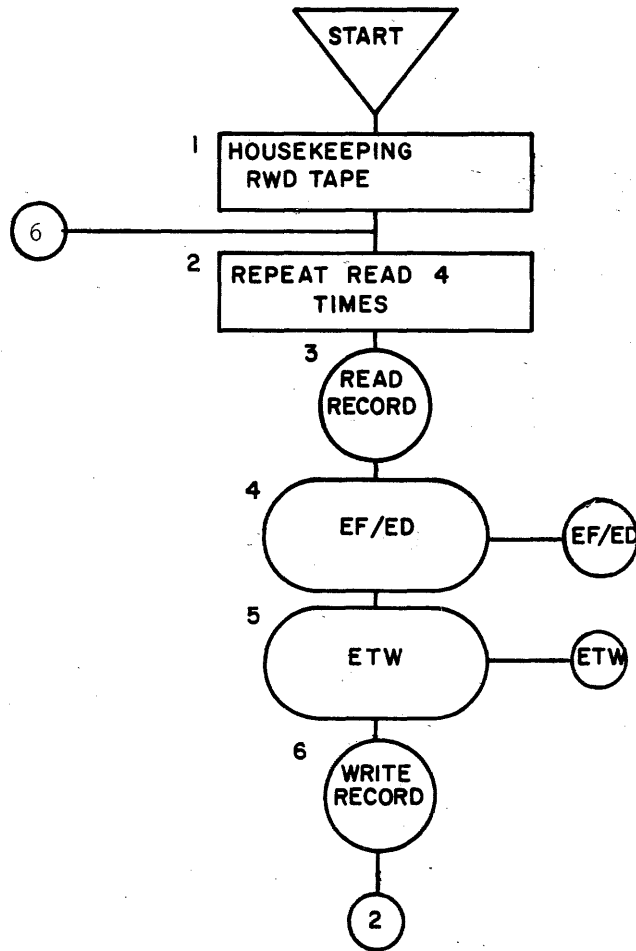 START
1
HOUSEKEEPING
RWD TAPE
6
2
REPEAT READ 4
TIMES
3
READ
RECORD
4
EF/ED
EF/ED
5
ETW
ETW
6
WRITE
RECORD
2